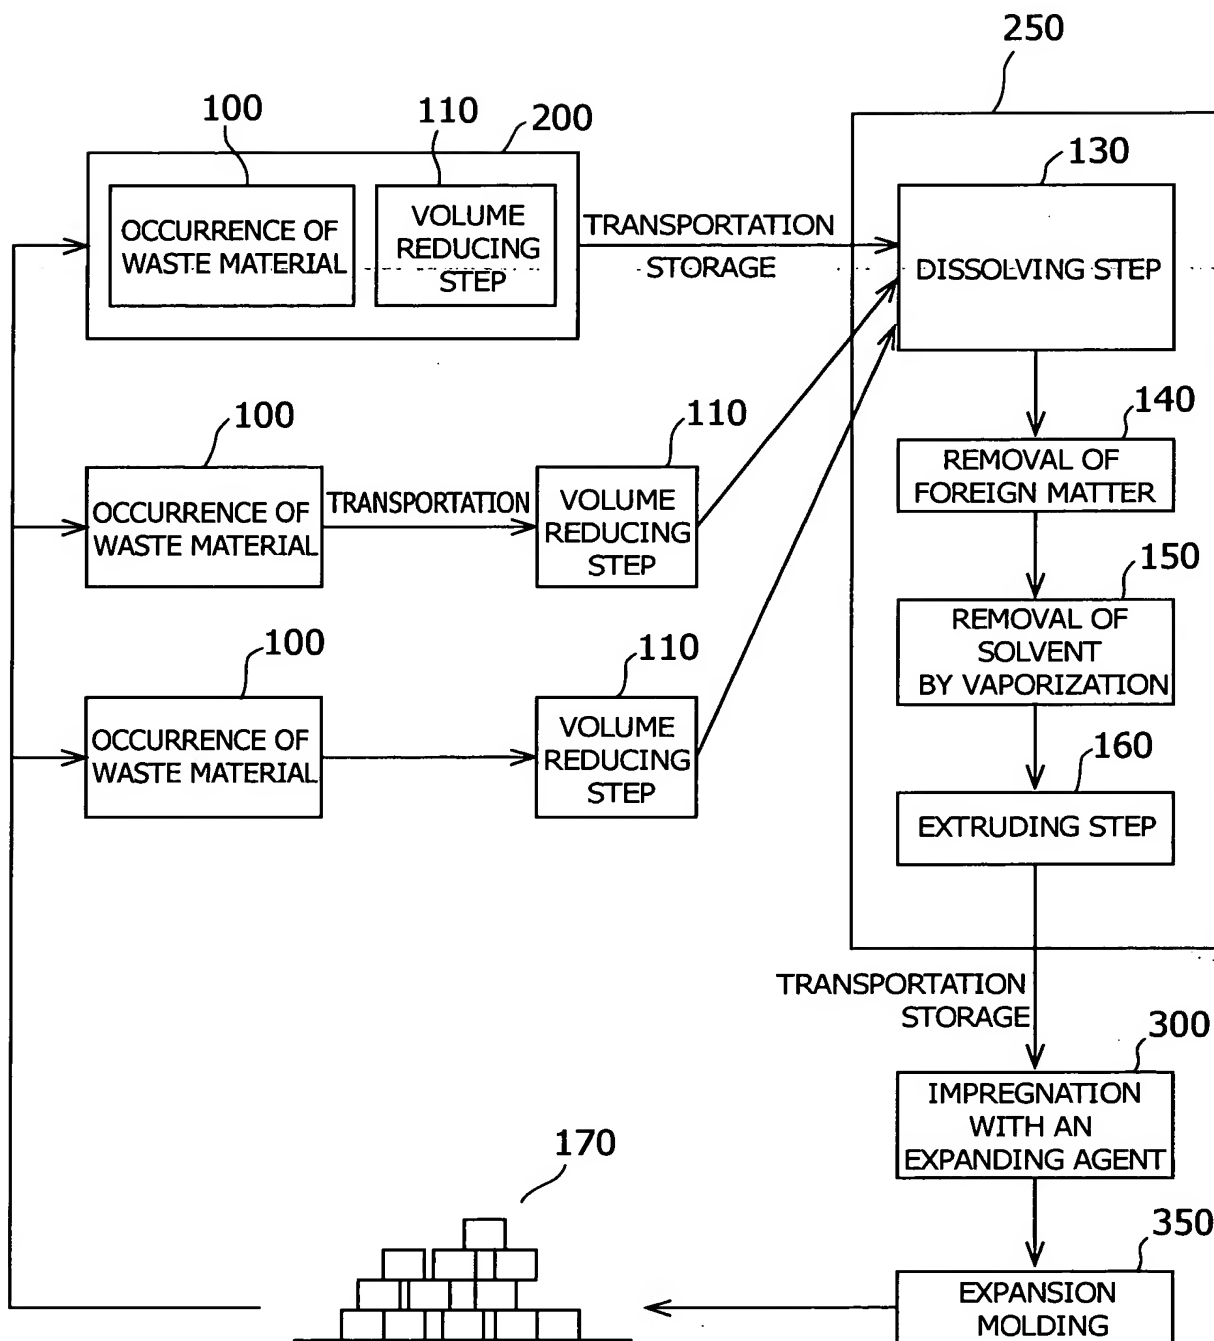 250
100
110
200
130
OCCURRENCE OF
WASTE MATERIAL
VOLUME
REDUCING
STEP
TRANSPORTATION
STORAGE
DISSOLVING STEP
100
110
140
OCCURRENCE OF
WASTE MATERIAL
TRANSPORTATION
VOLUME
REDUCING
STEP
REMOVAL OF
FOREIGN MATTER
150
100
110
REMOVAL OF
SOLVENT
BY VAPORIZATION
OCCURRENCE OF
WASTE MATERIAL
VOLUME
REDUCING
STEP
160
EXTRUDING STEP
TRANSPORTATION
STORAGE
300
IMPREGNATION
WITH AN
EXPANDING AGENT
170
350
EXPANSION
MOLDING